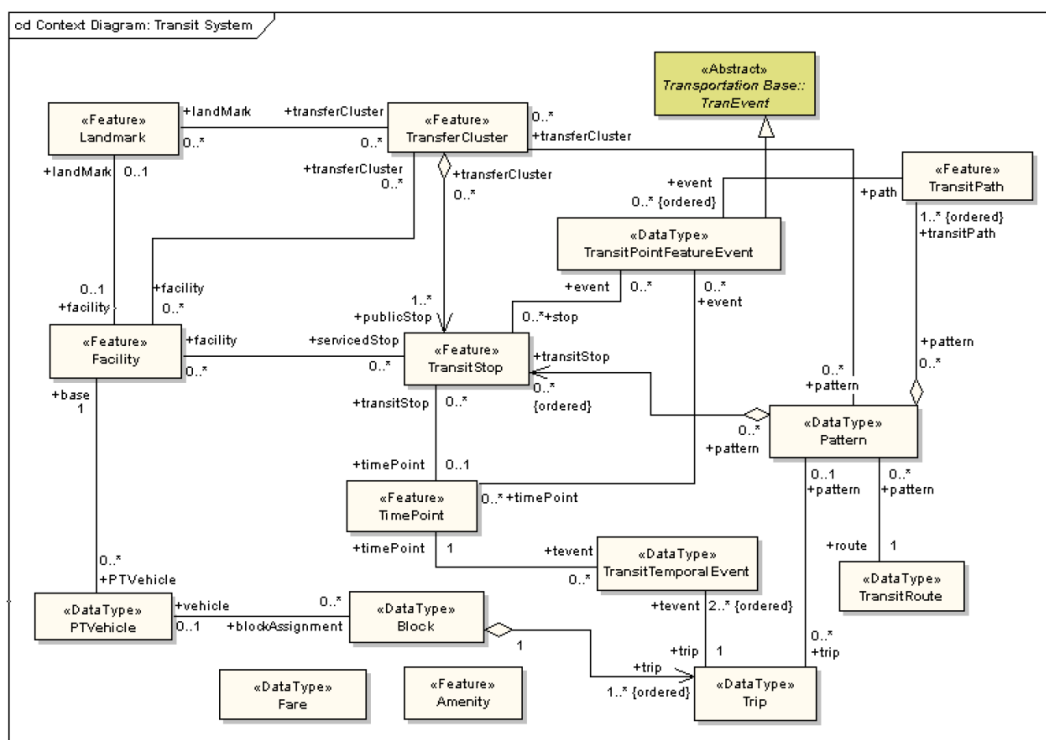 cd Context Diagram: Transit System
«Abstract»
Transportation Base::
TranEvent
«Feature»
Landmark
+landMark
0..*
+transferCluster
0..*
«Feature»
TransferCluster
0..*
+transferCluster
+landMark
0..1
+transferCluster
0..*
+transferCluster
0..*
+event
0..* {ordered}
+path
«Feature»
TransitPath
1..* {ordered}
+transitPath
«DataType»
TransitPointFeatureEvent
+event
0..*
0..*
+event
0..1
+facility
+facility
0..*
1..*
+publicStop
0..*+stop
«Feature»
Facility
+facility
0..*
+servicedStop
0..*
«Feature»
TransitStop
+transitStop
0..*
{ordered}
+pattern
0..*
0..*
+pattern
+base
1
+transitStop
0..*
0..*
+pattern
«DataType»
Pattern
+timePoint
0..1
0..1
+pattern
0..*
+pattern
«Feature»
TimePoint
0..*+timePoint
+timePoint
1
+tevent
0..*
«DataType»
TransitTemporalEvent
+route
1
«DataType»
TransitRoute
0..*
+PTVehicle
«DataType»
PTVehicle
+vehicle
0..1
0..*
+blockAssignment
«DataType»
Block
1
+tevent
2..* {ordered}
+trip
1
0..*
+trip
+trip
1..* {ordered}
«DataType»
Trip
«DataType»
Fare
«Feature»
Amenity